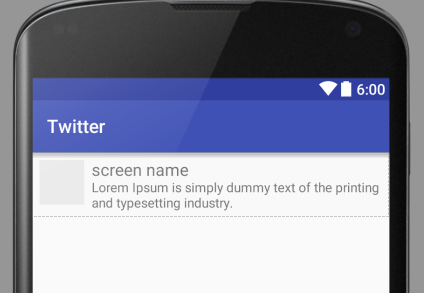 6:00
Twitter
screen name
Lorem Ipsum is simply dummy text of the printing
and typesetting industry.